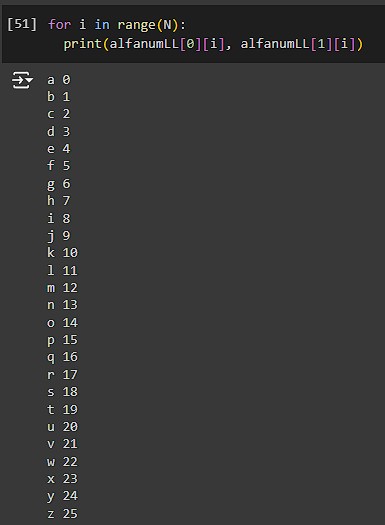 [51] for i in range(N):
print(alfanumLL[0][i], alfanumLL[1][i])
a 0
b 1
c 2
d 3
e 4
f 5
g 6
h 7
i 8
j 9
k 10
l 11
m 12
n 13
o 14
p 15
q 16
r 17
s 18
t 19
u 20
v 21
w 22
x 23
y 24
z 25